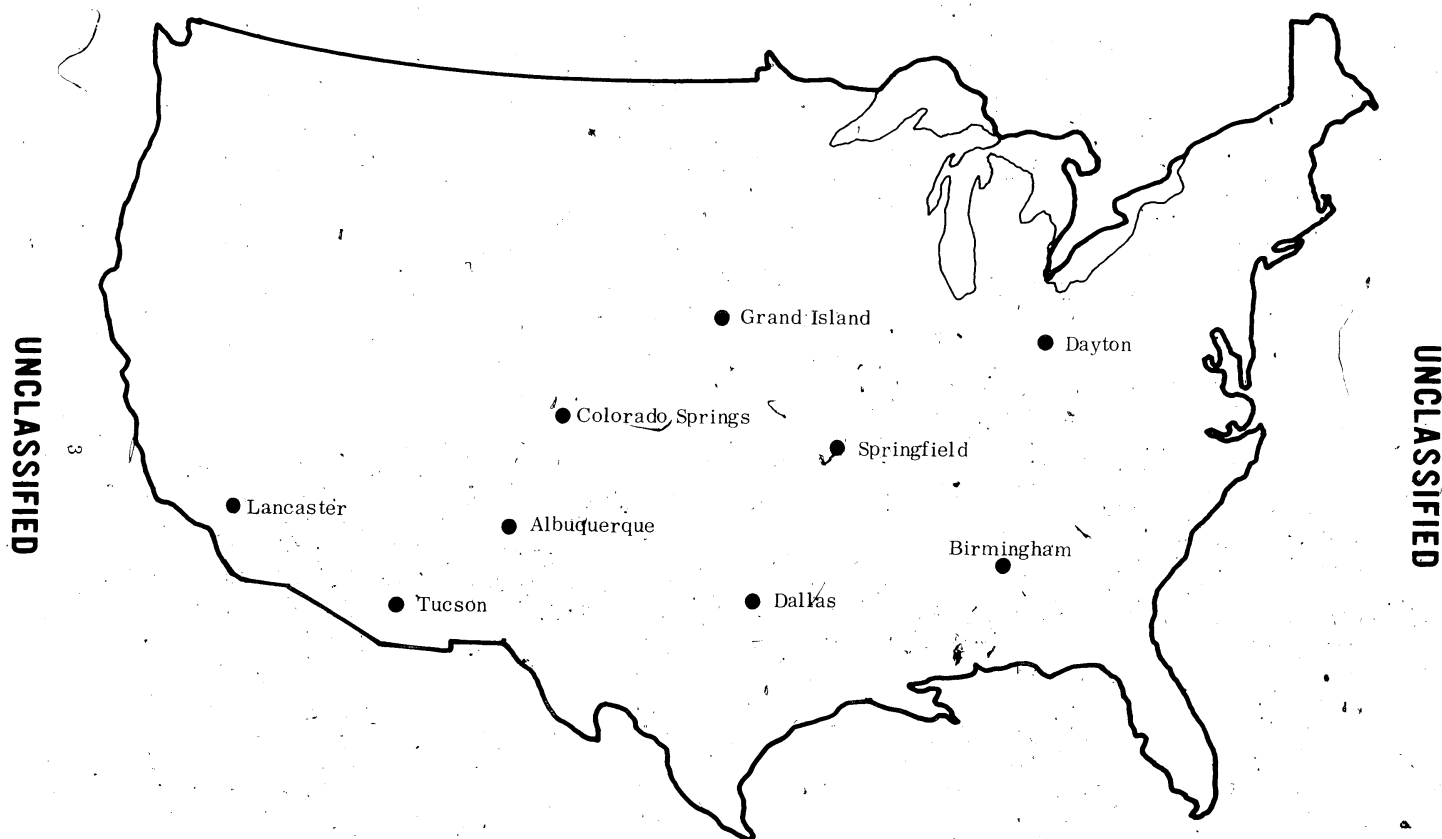 Grand Island
Dayton
Colorado Springs
Springfield
Lancaster
Albuquerque
Birmingham
Tucson
Dallas
UNCLASSIFIED
3
UNCLASSIFIED